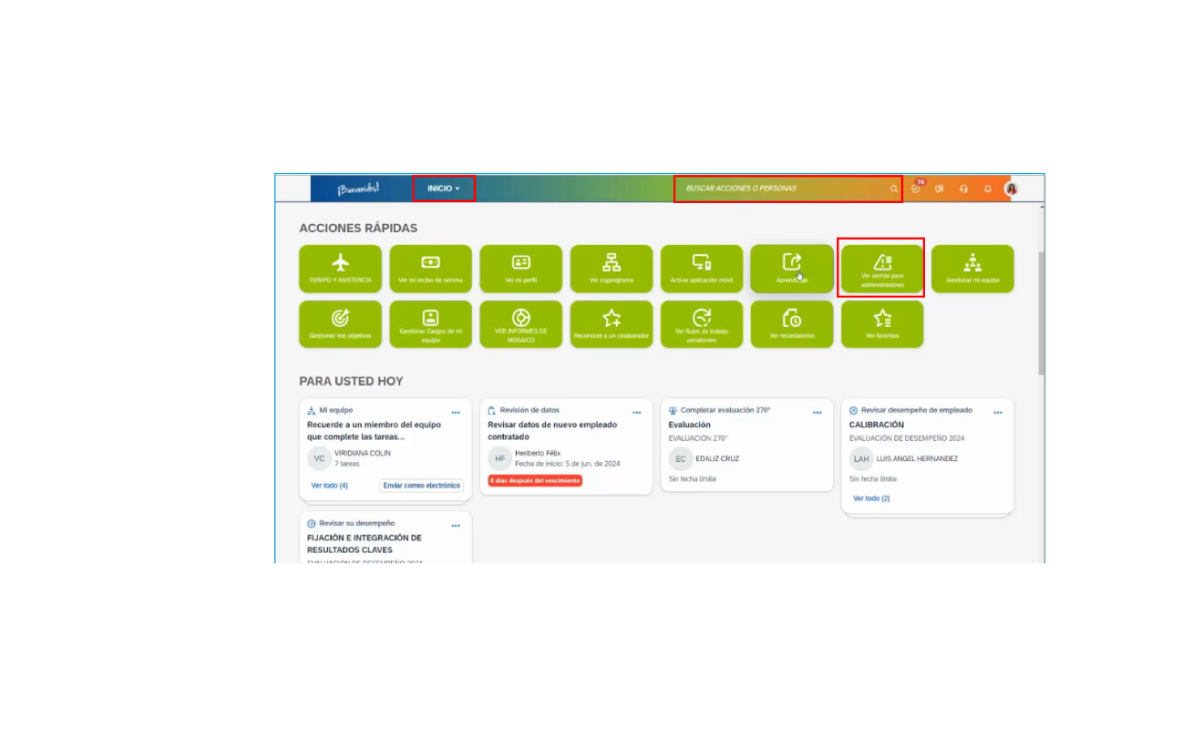 ¡Bienvenidos!
INICIO
BUSCAR ACCIONES O PERSONAS
ACCIONES RÁPIDAS
TIEMPO Y ASISTENCIA
Ver mi recibo de nómina
Ver mi perfil
Ver organigrama
Activar aplicación móvil
Aprendizaje
Ver alertas para
administradores
Gestionar mi equipo
Gestionar mis objetivos
Gestionar Cargos de mi
equipo
VER INFORMES DE
MOSAICO
Reconocer a un colaborador
Ver flujos de trabajo
pendientes
Ver recordatorios
Ver favoritos
PARA USTED HOY
Mi equipo
Recuerde a un miembro del equipo
que complete las tareas...
VC
VIRIDIANA COLIN
7 tareas
Ver todo (4)
Enviar correo electrónico
Revisión de datos
Revisar datos de nuevo empleado
contratado
HF
Heriberto Félix
Fecha de inicio: 5 de jun. de 2024
8 días después del vencimiento
Completar evaluación 270°
Evaluación
EVALUACIÓN 270°
EC
EDALIZ CRUZ
Sin fecha límite
Revisar desempeño de empleado
CALIBRACIÓN
EVALUACIÓN DE DESEMPEÑO 2024
LAH
LUIS ANGEL HERNANDEZ
Sin fecha límite
Ver todo (2)
Revisar su desempeño
FIJACIÓN E INTEGRACIÓN DE
RESULTADOS CLAVES
EVALUACIÓN DE DESEMPEÑO 2024